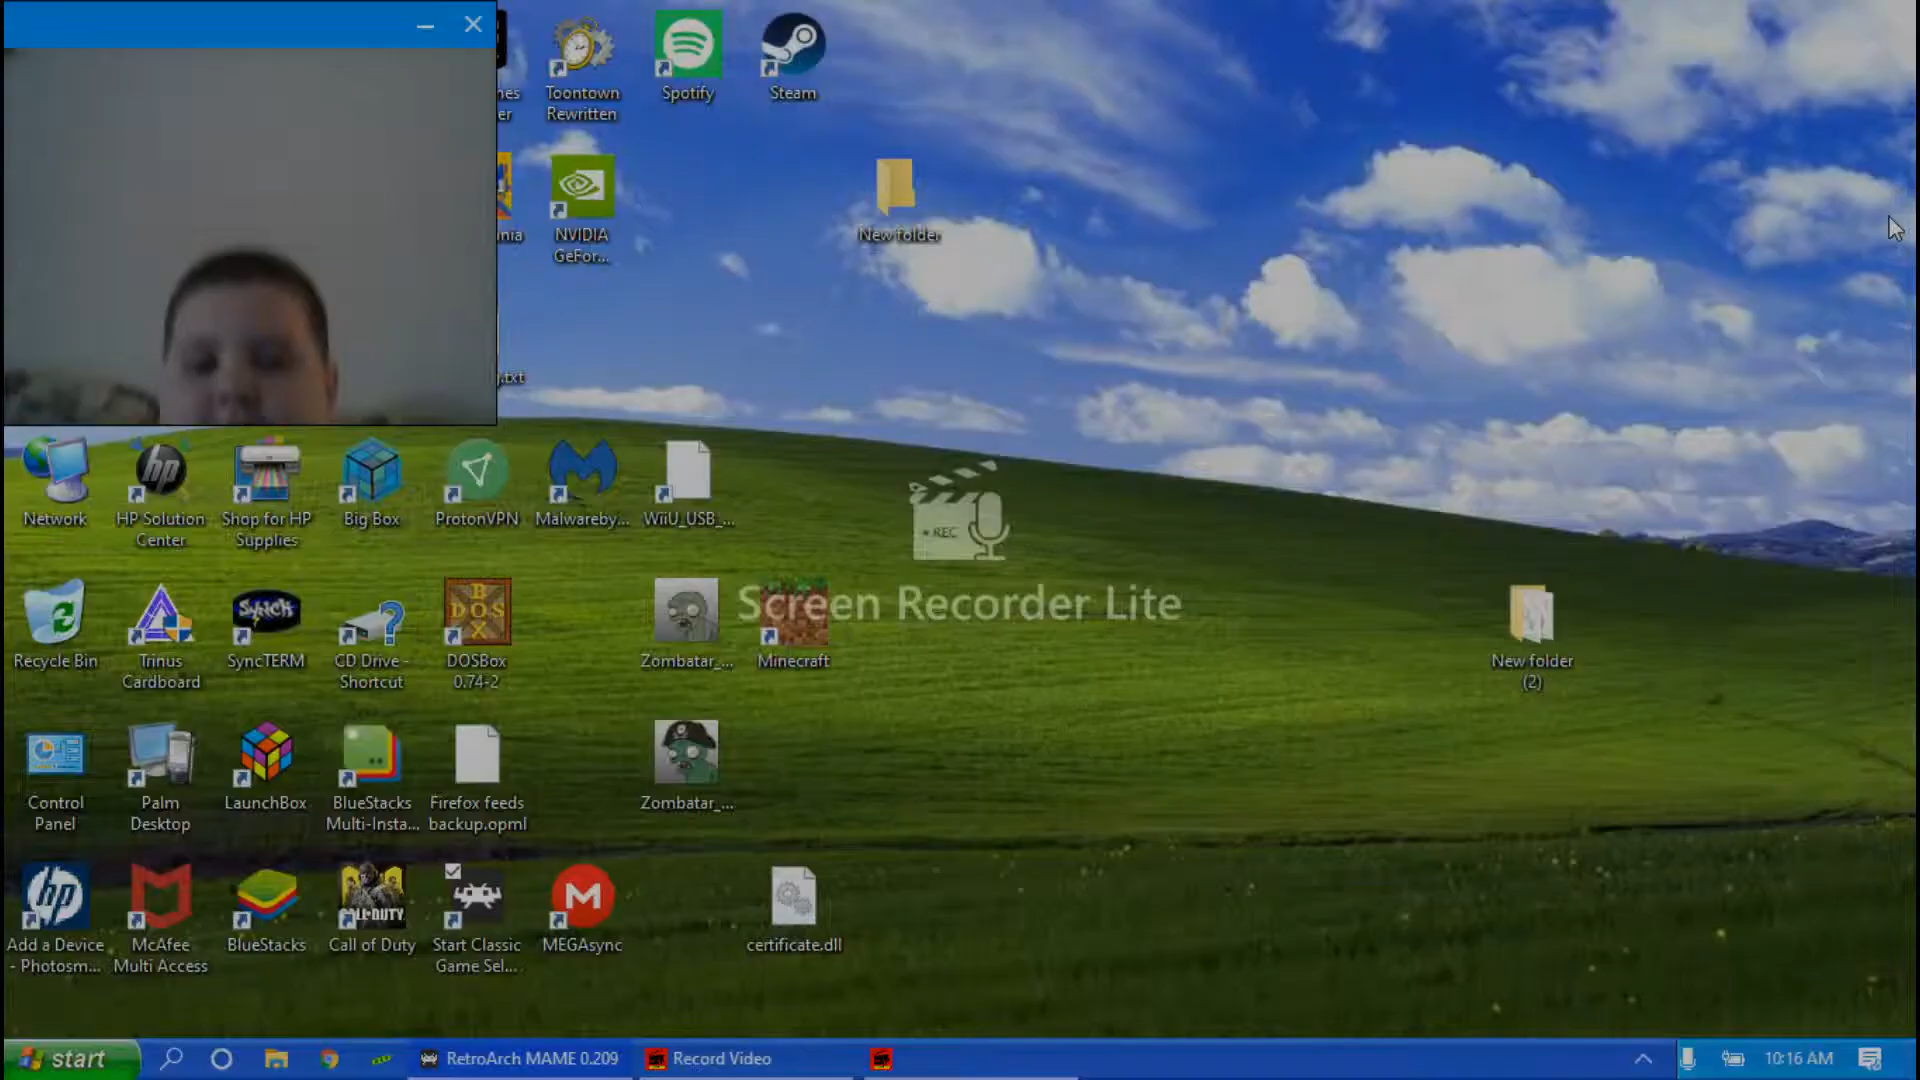 Toontown
Rewritten
Spotify
Steam
NVIDIA
GeFor...
New folder
.txt
Network
HP Solution
Center
Shop for HP
Supplies
Big Box
ProtonVPN
Malwareby...
WiiU_USB_...
REC
Screen Recorder Lite
Recycle Bin
Trinus
Cardboard
SyncTERM
CD Drive -
Shortcut
DOSBox
0.74-2
Zombatar_...
Minecraft
New folder
(2)
Control
Panel
Palm
Desktop
LaunchBox
BlueStacks
Multi-Insta...
Firefox feeds
backup.opml
Zombatar_...
CALL OF DUTY
Add a Device
- Photosm...
McAfee
Multi Access
BlueStacks
Call of Duty
Start Classic
Game Sel...
MEGAsync
certificate.dll
start
RetroArch MAME 0.209
Record Video
10:16 AM